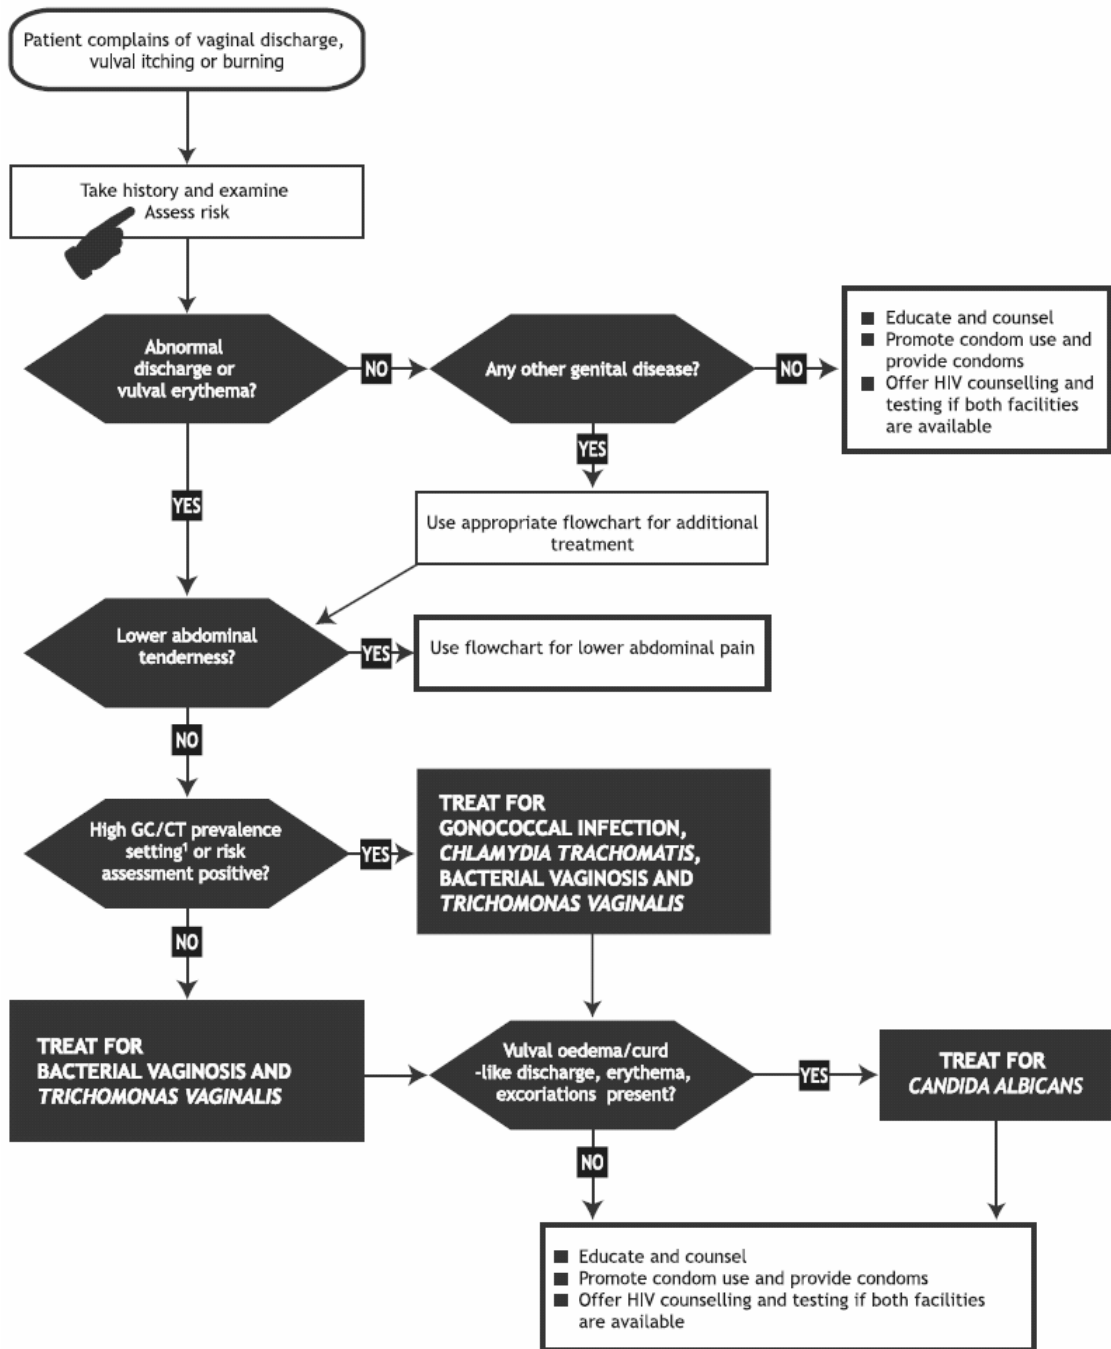 Patient complains of vaginal discharge,
vulval itching or burning
Take history and examine
Assess risk
Abnormal
discharge or
vulval erythema?
NO
Any other genital disease?
NO
■ Educate and counsel
■ Promote condom use and
provide condoms
■ Offer HIV counselling and
testing if both facilities
are available
YES
YES
Use appropriate flowchart for additional
treatment
Lower abdominal
tenderness?
YES
Use flowchart for lower abdominal pain
NO
High GC/CT prevalence
setting¹ or risk
assessment positive?
YES
TREAT FOR
GONOCOCCAL INFECTION,
CHLAMYDIA TRACHOMATIS,
BACTERIAL VAGINOSIS AND
TRICHOMONAS VAGINALIS
NO
TREAT FOR
BACTERIAL VAGINOSIS AND
TRICHOMONAS VAGINALIS
Vulval oedema/curd
-like discharge, erythema,
excoriations present?
YES
TREAT FOR
CANDIDA ALBICANS
NO
■ Educate and counsel
■ Promote condom use and provide condoms
■ Offer HIV counselling and testing if both facilities
are available